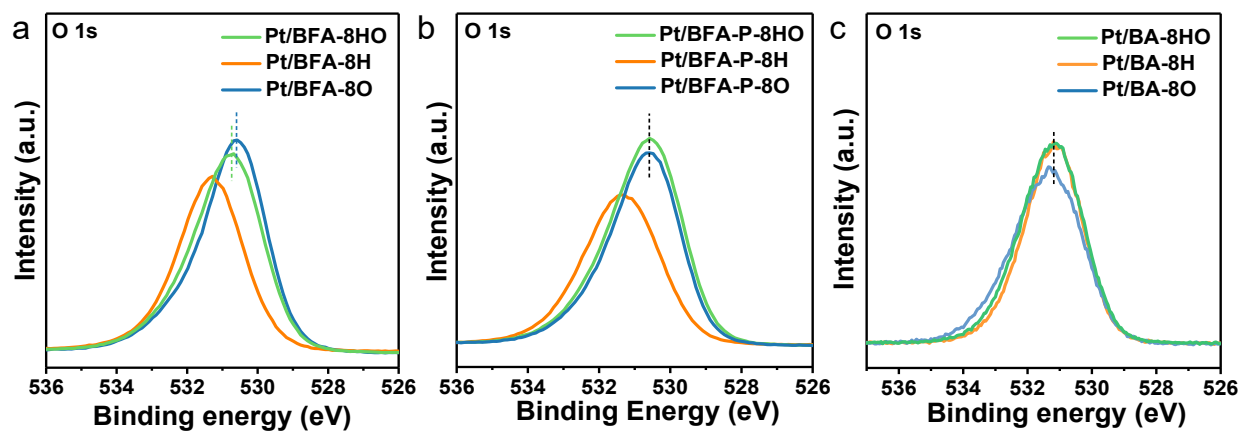 a
O 1s
Pt/BFA-8HO
Pt/BFA-8H
Pt/BFA-8O
Intensity (a.u.)
536 534 532 530 528 526
Binding energy (eV)
b
O 1s
Pt/BFA-P-8HO
Pt/BFA-P-8H
Pt/BFA-P-8O
Intensity (a.u.)
536 534 532 530 528 526
Binding Energy (eV)
c
O 1s
Pt/BA-8HO
Pt/BA-8H
Pt/BA-8O
Intensity (a.u.)
536 534 532 530 528 526
Binding energy (eV)